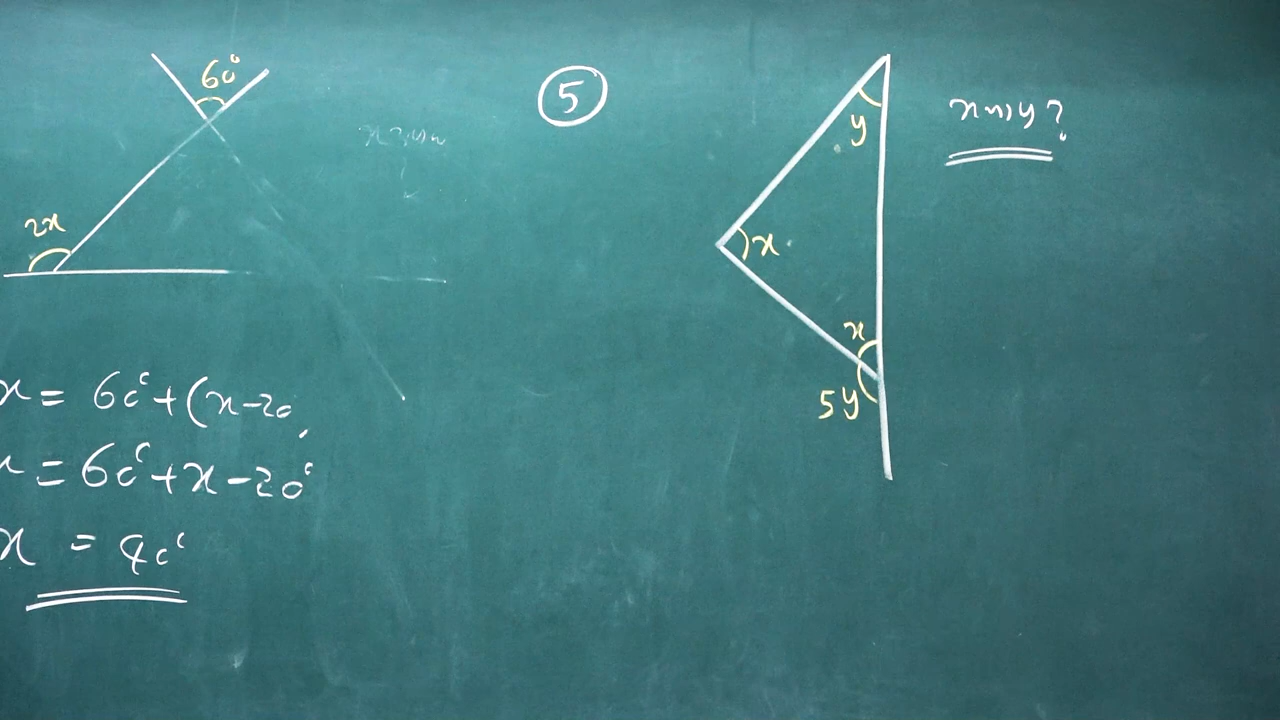 60°
2x
x = 60° + (x - 20
x = 60° + x - 20°
x = 40°
5
y
x
x
5y